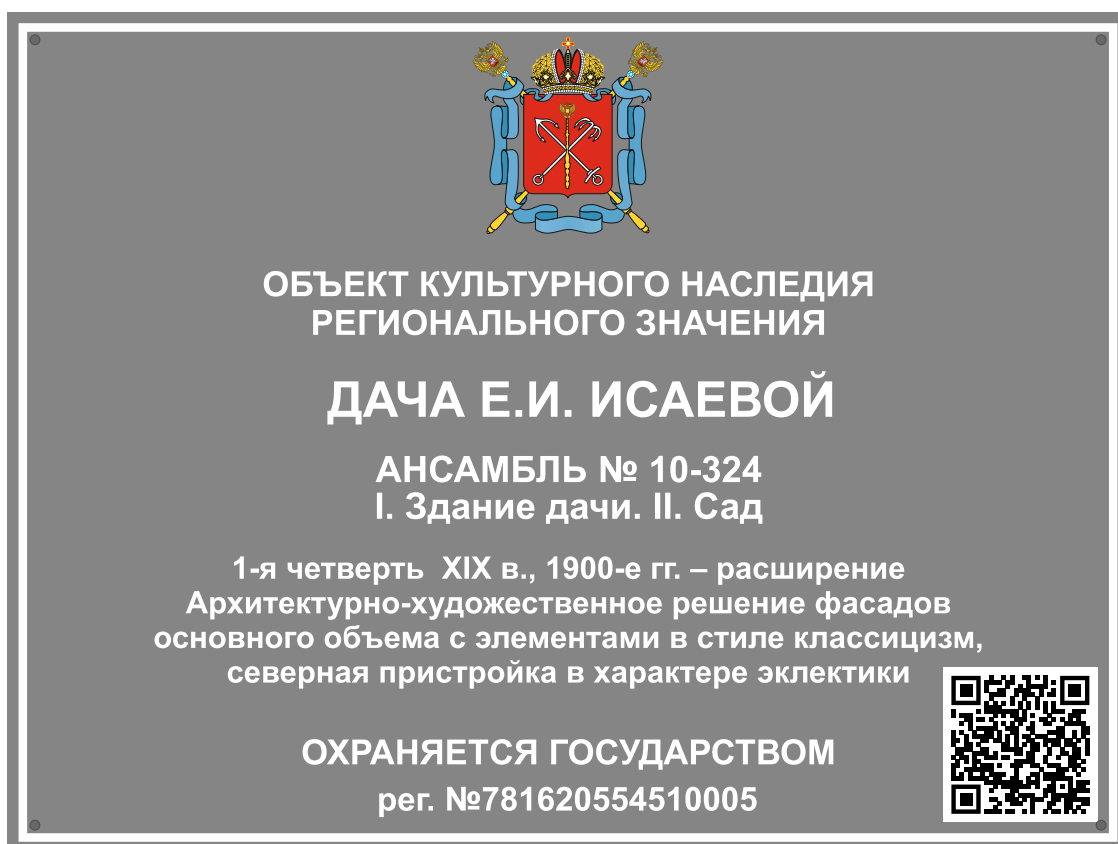 ОБЪЕКТ КУЛЬТУРНОГО НАСЛЕДИЯ
РЕГИОНАЛЬНОГО ЗНАЧЕНИЯ
ДАЧА Е.И. ИСАЕВОЙ
АНСАМБЛЬ № 10-324
I. Здание дачи. II. Сад
1-я четверть XIX в., 1900-е гг. – расширение
Архитектурно-художественное решение фасадов
основного объема с элементами в стиле классицизм,
северная пристройка в характере эклектики
ОХРАНЯЕТСЯ ГОСУДАРСТВОМ
рег. №781620554510005